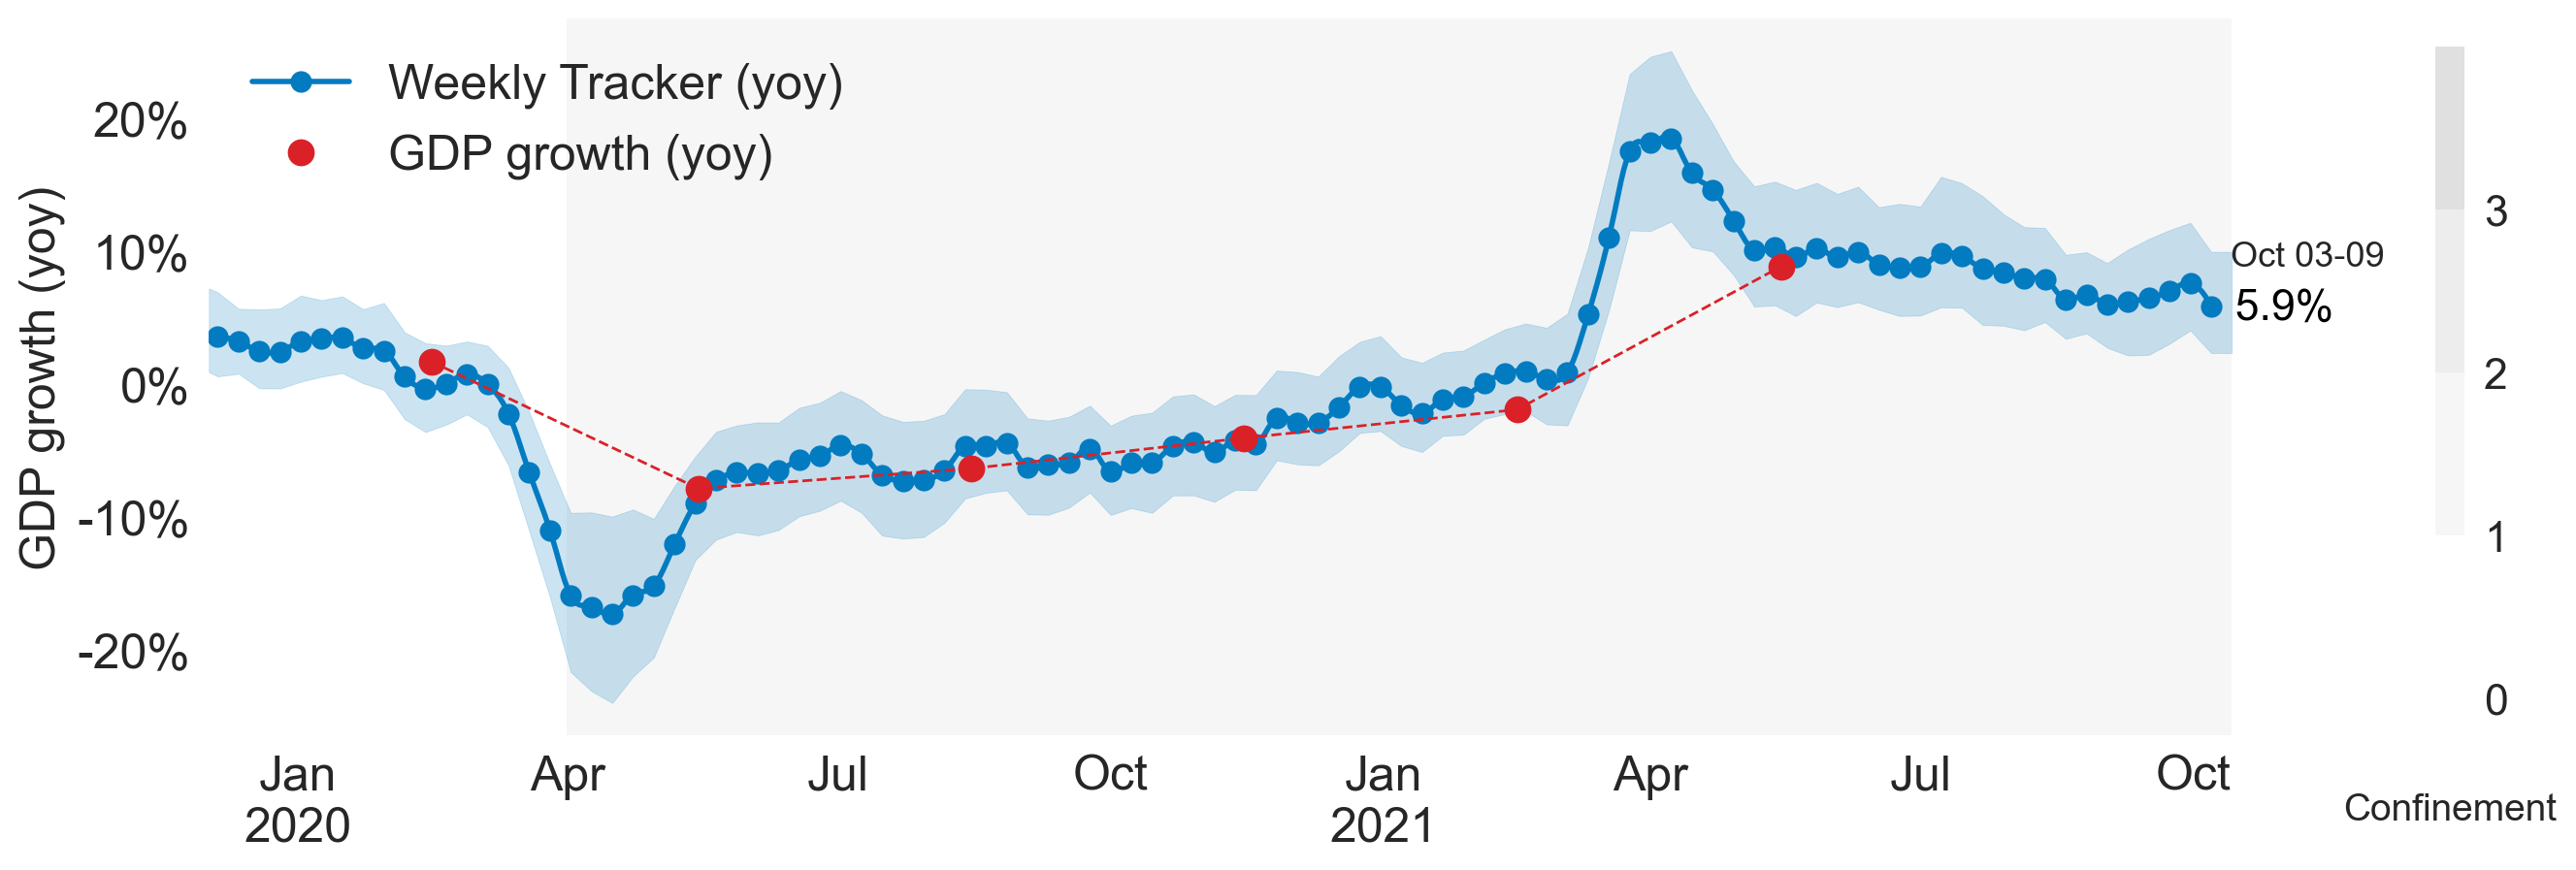 Weekly Tracker (yoy)
GDP growth (yoy)
GDP growth (yoy)
20%
10%
0%
-10%
-20%
Oct 03-09
5.9%
3
2
1
0
Jan Apr Jul Oct Jan Apr Jul Oct
2020 2021
Confinement